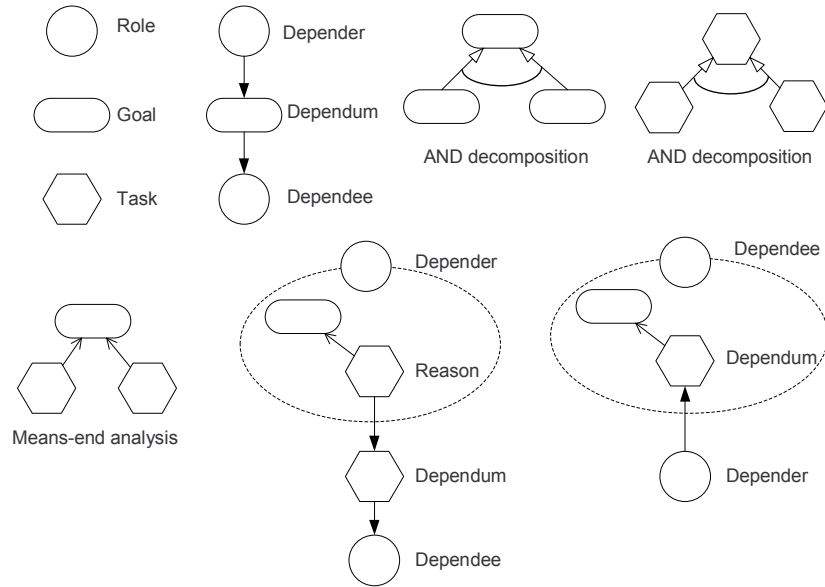 Role
Depender
Goal
Dependum
AND decomposition
AND decomposition
Task
Dependee
Depender
Dependee
Reason
Dependum
Means-end analysis
Dependum
Depender
Dependee